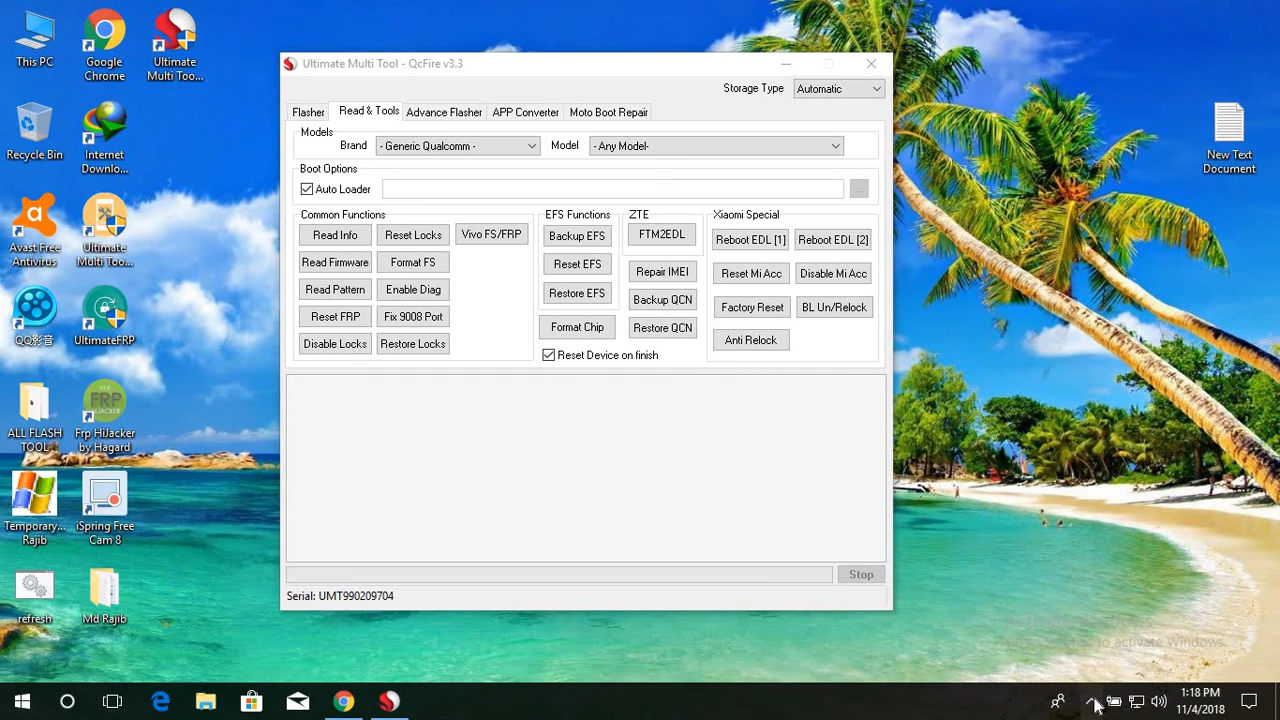 This PC
Google
Chrome
Ultimate
Multi Too...
Recycle Bin
Internet
Downlo...
Avast Free
Antivirus
Ultimate
Multi Too...
QQ影音
UltimateFRP
ALL FLASH
TOOL
FRP
Frp HiJacker
by Hagard
Temporary...
Rajib
iSpring Free
Cam 8
refresh
Md Rajib
New Text
Document
Ultimate Multi Tool - QcFire v3.3
Storage Type Automatic
Flasher Read & Tools Advance Flasher APP Converter Moto Boot Repair
Models
Brand - Generic Qualcomm - Model - Any Model-
Boot Options
Auto Loader ...
Common Functions EFS Functions ZTE Xiaomi Special
Read Info Reset Locks Vivo FS/FRP Backup EFS FTM2EDL Reboot EDL [1] Reboot EDL [2]
Read Firmware Format FS Reset EFS Repair IMEI Reset Mi Acc Disable Mi Acc
Read Pattern Enable Diag Restore EFS Backup QCN Factory Reset BL Un/Relock
Reset FRP Fix 9008 Port Format Chip Restore QCN Anti Relock
Disable Locks Restore Locks Reset Device on finish
Stop
Serial: UMT990209704
to activate Windows.
1:18 PM
11/4/2018